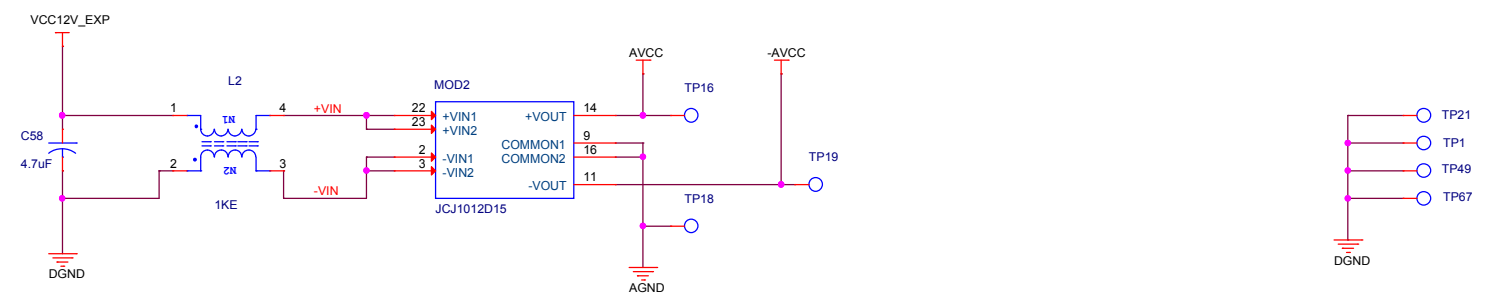 VCC12V_EXP
AVCC
-AVCC
L2
MOD2
TP16
1
N1
4
+VIN
22
+VIN1
+VOUT
14
TP21
23
+VIN2
C58
COMMON1
9
TP1
2
-VIN1
COMMON2
16
TP19
4.7uF
2
N2
3
3
-VIN2
TP49
-VIN
-VOUT
11
TP18
TP67
1KE
JCJ1012D15
DGND
AGND
DGND